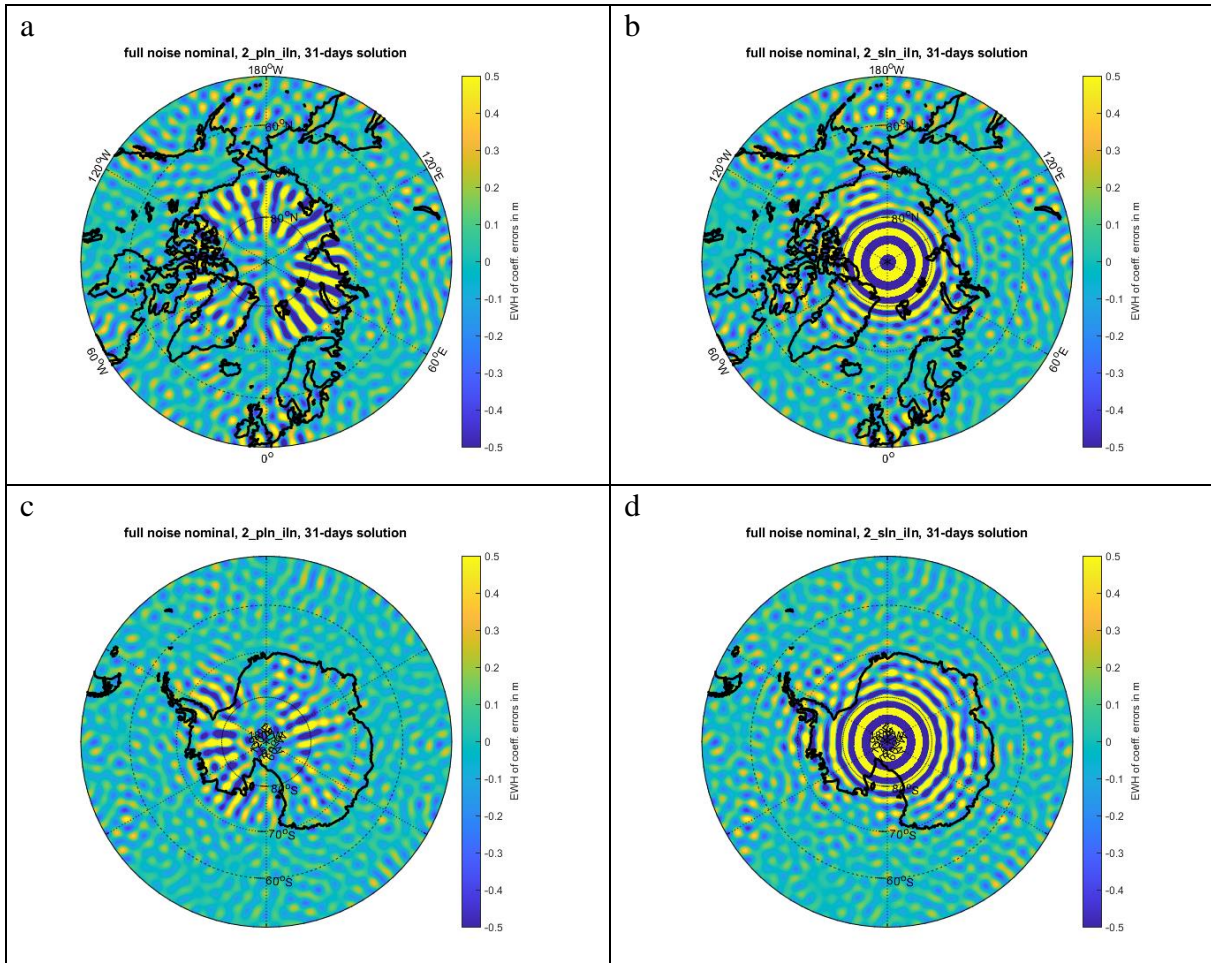 a
full noise nominal, 2_pln_iln, 31-days solution
180°W
120°W
120°E
60°N
70°N
80°N
60°W
60°E
0°
0.5
0.4
0.3
0.2
0.1
0
-0.1
-0.2
-0.3
-0.4
-0.5
EWH of coeff. errors in m
b
full noise nominal, 2_sln_iln, 31-days solution
180°W
120°W
120°E
60°N
70°N
80°N
60°W
60°E
0°
0.5
0.4
0.3
0.2
0.1
0
-0.1
-0.2
-0.3
-0.4
-0.5
EWH of coeff. errors in m
c
full noise nominal, 2_pln_iln, 31-days solution
80°S
70°S
60°S
0.5
0.4
0.3
0.2
0.1
0
-0.1
-0.2
-0.3
-0.4
-0.5
EWH of coeff. errors in m
d
full noise nominal, 2_sln_iln, 31-days solution
80°S
70°S
60°S
0.5
0.4
0.3
0.2
0.1
0
-0.1
-0.2
-0.3
-0.4
-0.5
EWH of coeff. errors in m